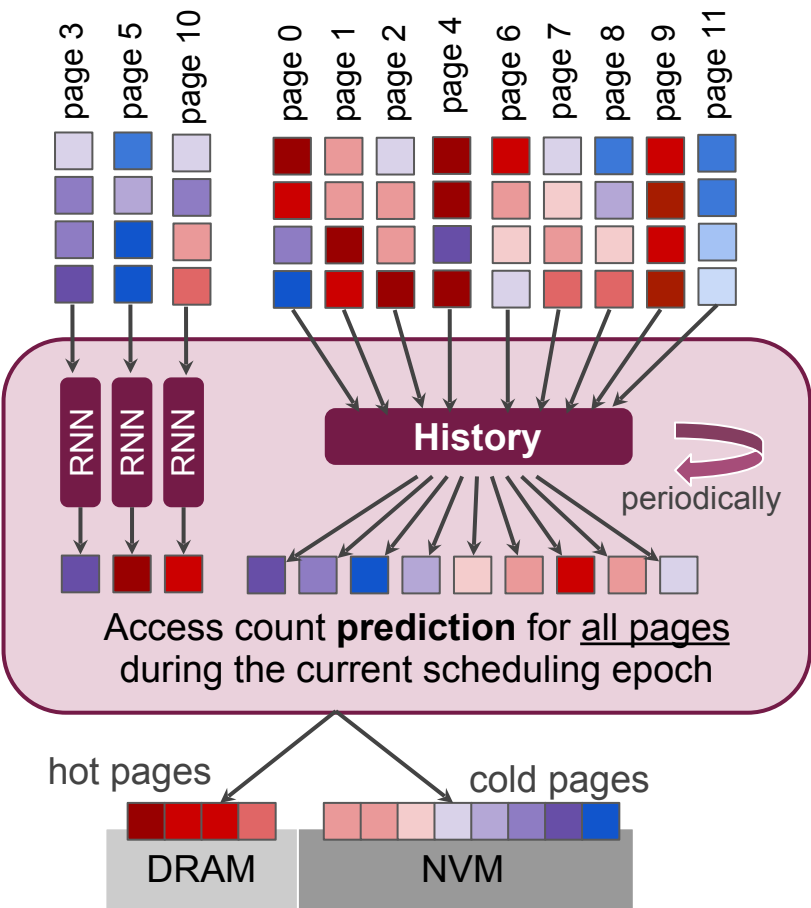 page 3
page 5
page 10
page 0
page 1
page 2
page 4
page 6
page 7
page 8
page 9
page 11
RNN
RNN
RNN
History
periodically
Access count prediction for all pages
during the current scheduling epoch
hot pages
cold pages
DRAM
NVM